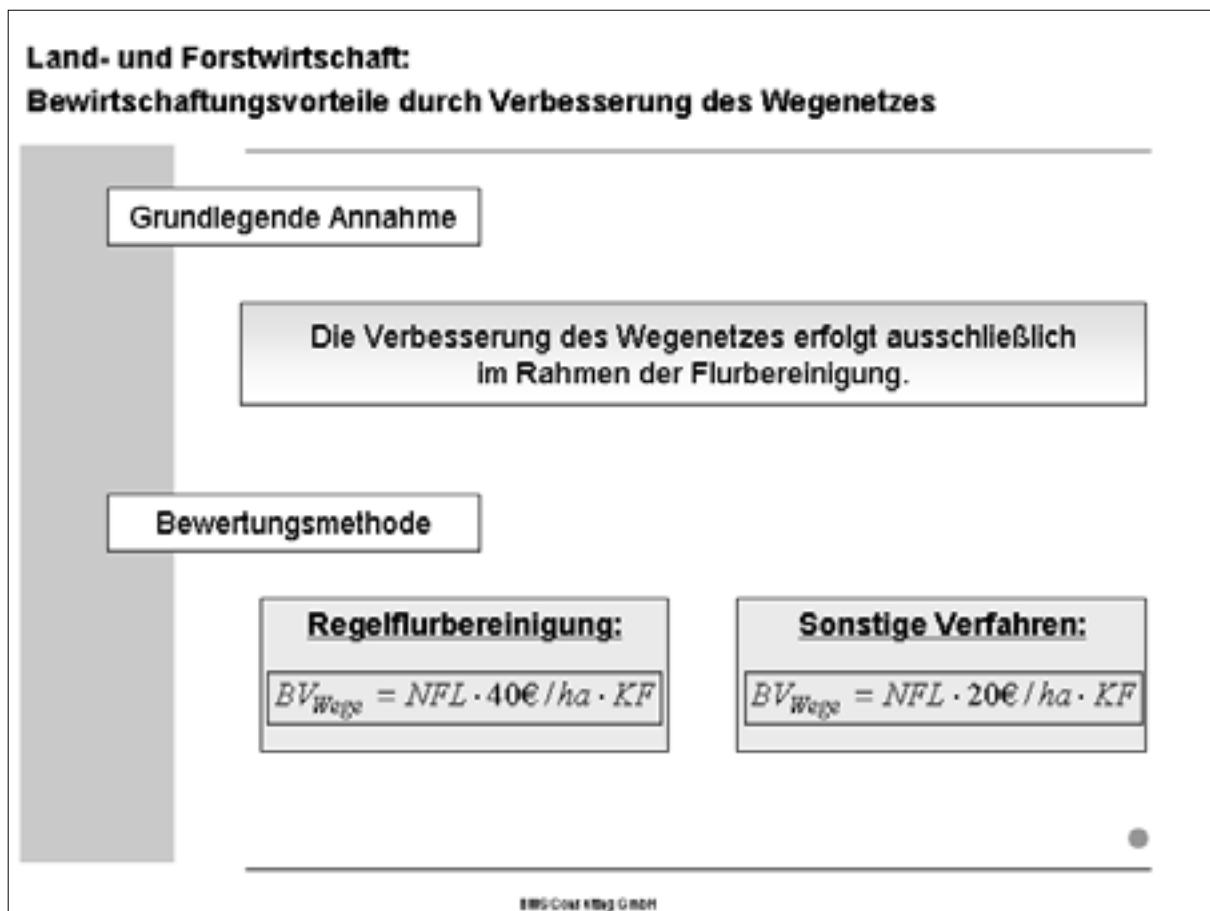 Land- und Forstwirtschaft:
Bewirtschaftungsvorteile durch Verbesserung des Wegenetzes
Grundlegende Annahme
Die Verbesserung des Wegenetzes erfolgt ausschließlich
im Rahmen der Flurbereinigung.
Bewertungsmethode
Regelflurbereinigung:
BV_Wege = NFL · 40€/ha · KF
Sonstige Verfahren:
BV_Wege = NFL · 20€/ha · KF
GmbH